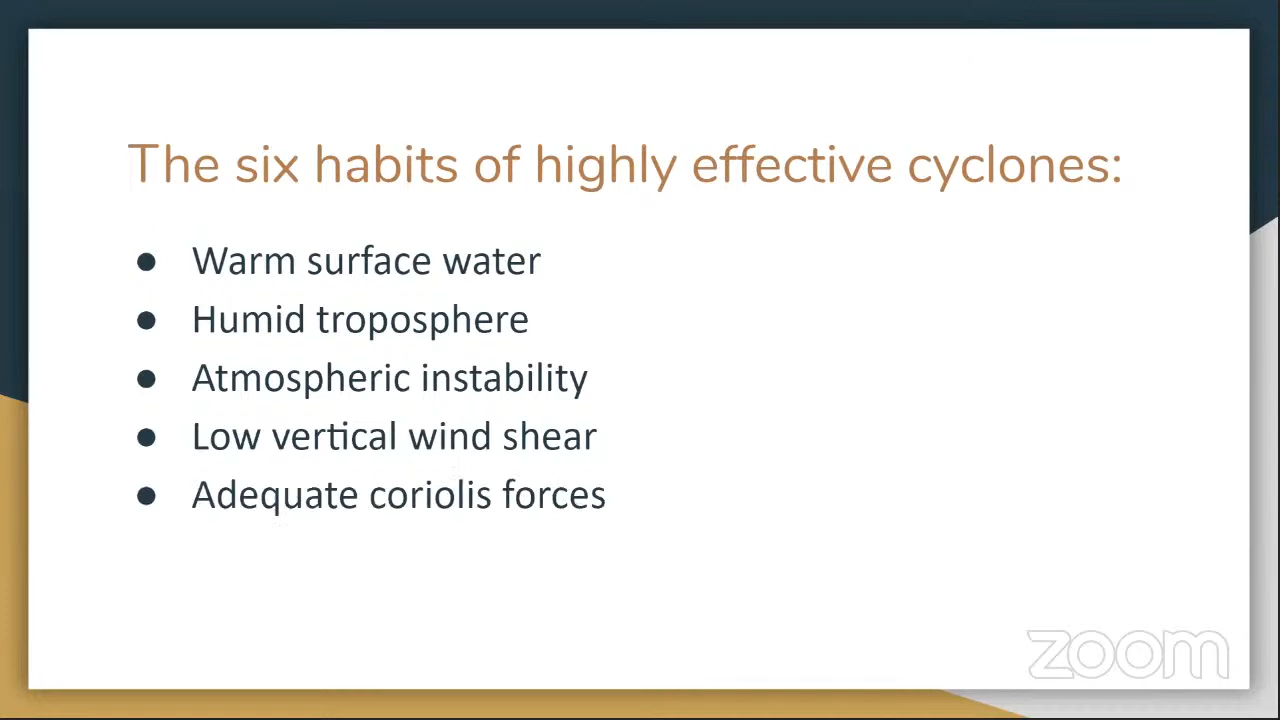 The six habits of highly effective cyclones:
● Warm surface water
● Humid troposphere
● Atmospheric instability
● Low vertical wind shear
● Adequate coriolis forces
zoom